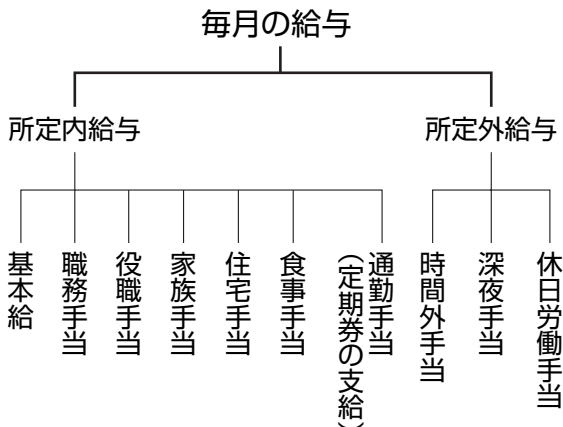 毎月の給与
所定内給与
所定外給与
基本給
職務手当
役職手当
家族手当
住宅手当
食事手当
通勤手当
（定期券の支給）
時間外手当
深夜手当
休日労働手当